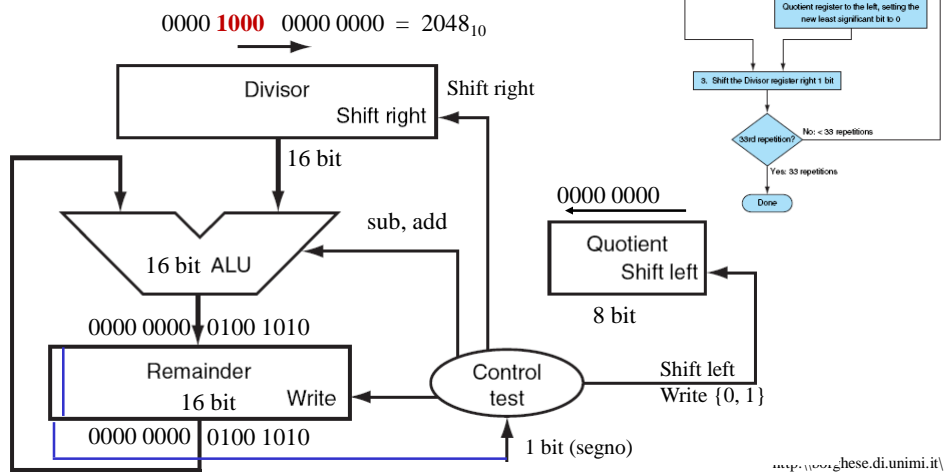 0000 1000 0000 0000 = 2048₁₀
Divisor
Shift right
Shift right
16 bit
sub, add
16 bit ALU
0000 0000 0100 1010
Remainder
16 bit
Write
0000 0000 0100 1010
Control
test
1 bit (segno)
0000 0000
Quotient
Shift left
8 bit
Shift left
Write {0, 1}
Quotient register to the left, setting the
new least significant bit to 0
3. Shift the Divisor register right 1 bit
33rd repetition?
No: < 33 repetitions
Yes: 33 repetitions
Done
http:\\borghese.di.unimi.it\